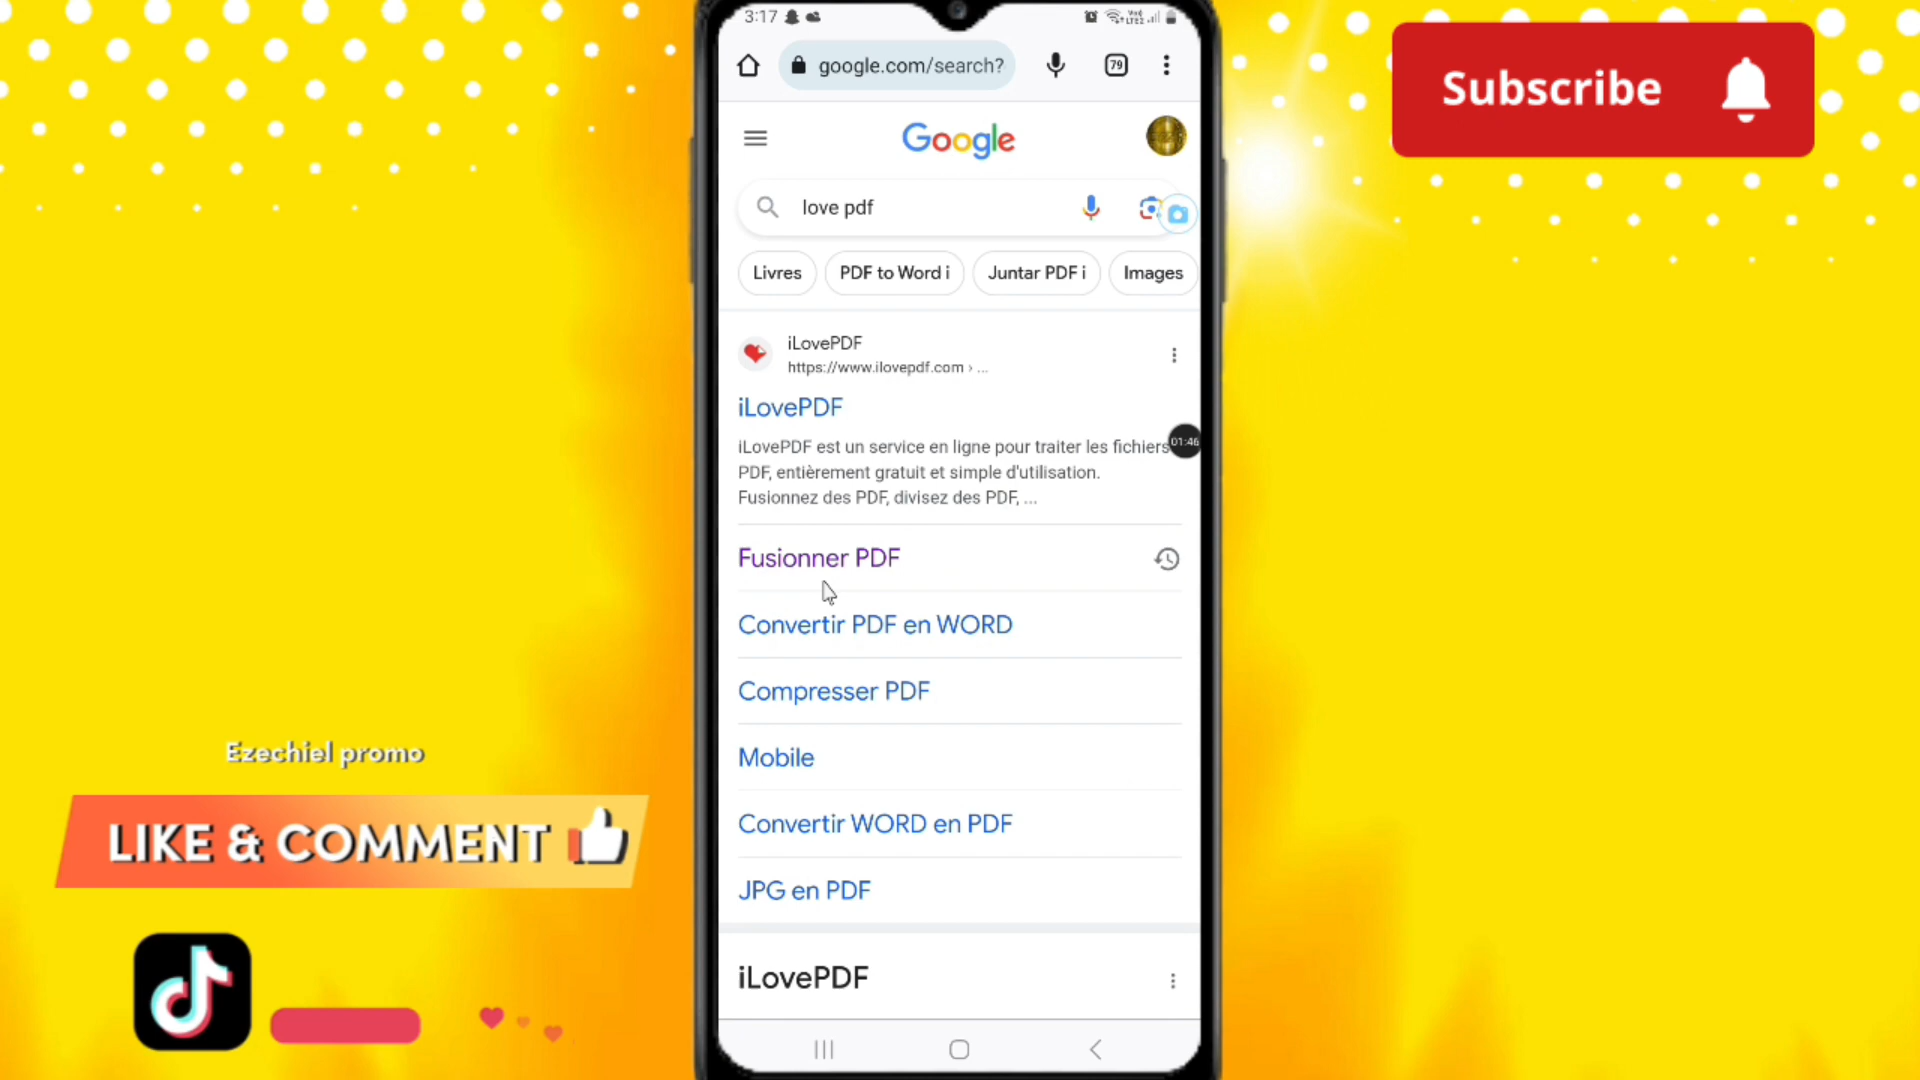 3:17
google.com/search?
79
Google
love pdf
Livres
PDF to Word i
Juntar PDF i
Images
iLovePDF
https://www.ilovepdf.com › ...
iLovePDF
iLovePDF est un service en ligne pour traiter les fichiers
PDF, entièrement gratuit et simple d'utilisation.
Fusionnez des PDF, divisez des PDF, ...
01:46
Fusionner PDF
Convertir PDF en WORD
Compresser PDF
Mobile
Convertir WORD en PDF
JPG en PDF
iLovePDF
Subscribe
Ezechiel promo
LIKE & COMMENT